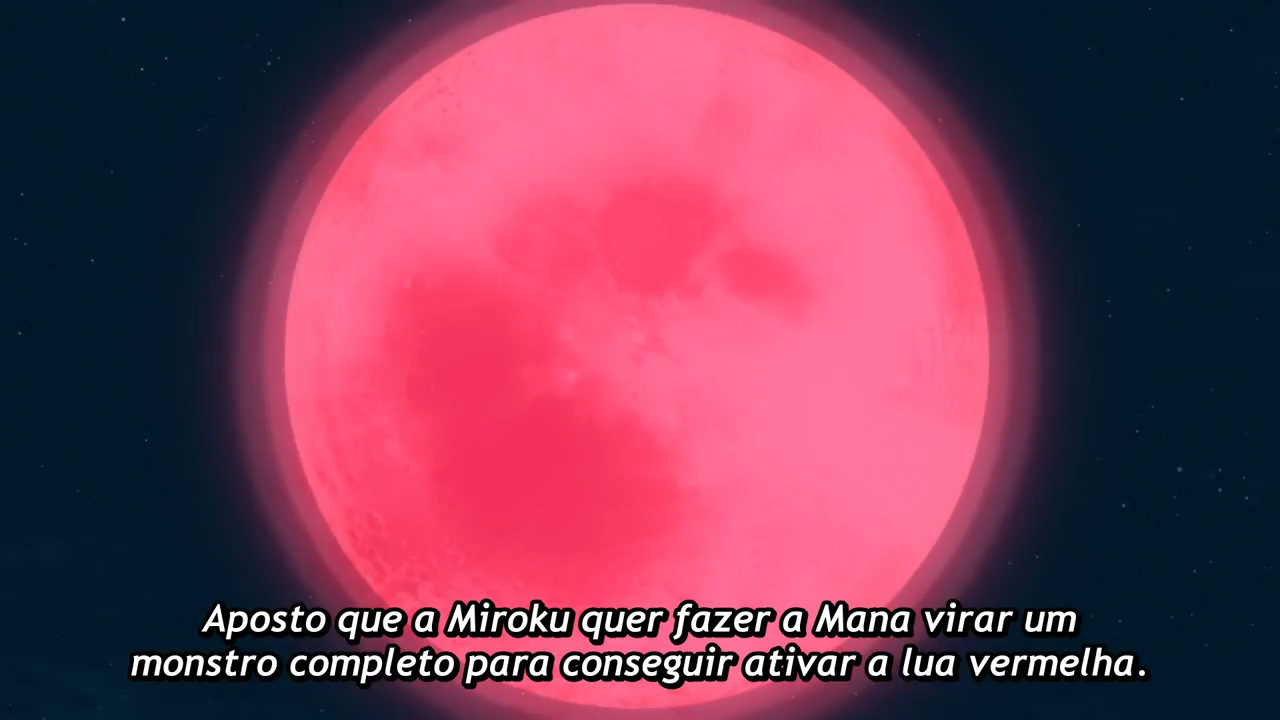 Aposto que a Miroku quer fazer a Mana virar um
monstro completo para conseguir ativar a lua vermelha.